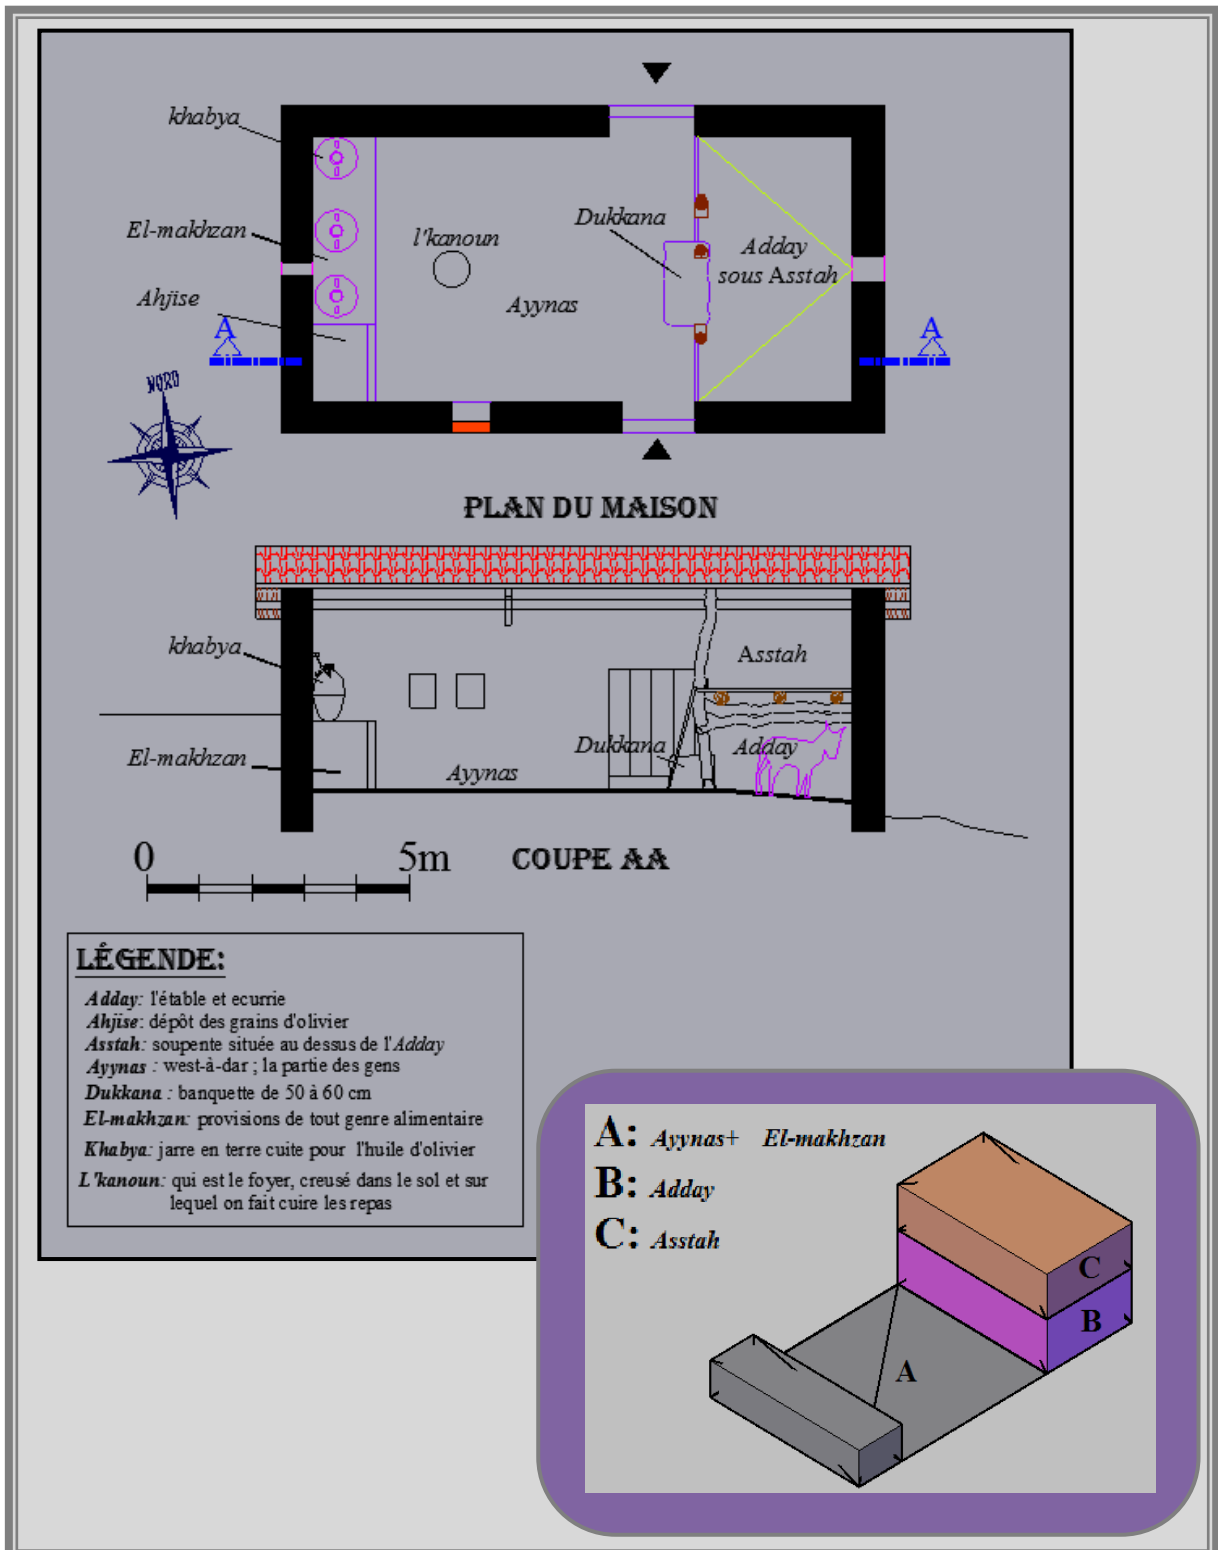 khabya
El-makhzan
l'kanoun
Dukkana
Adday
sous Asstah
Ahjise
Ayynas
A
A
NORD
PLAN DU MAISON
khabya
Asstah
El-makhzan
Ayynas
Dukkana
Adday
0
5m
COUPE AA
LÉGENDE:
Adday: l'étable et ecurrie
Ahjise: dépôt des grains d'olivier
Asstah: soupente située au dessus de l'Adday
Ayynas : west-à-dar ; la partie des gens
Dukkana : banquette de 50 à 60 cm
El-makhzan: provisions de tout genre alimentaire
Khabya: jarre en terre cuite pour l'huile d'olivier
L'kanoun: qui est le foyer, creusé dans le sol et sur
lequel on fait cuire les repas
A: Ayynas+ El-makhzan
B: Adday
C: Asstah
C
B
A